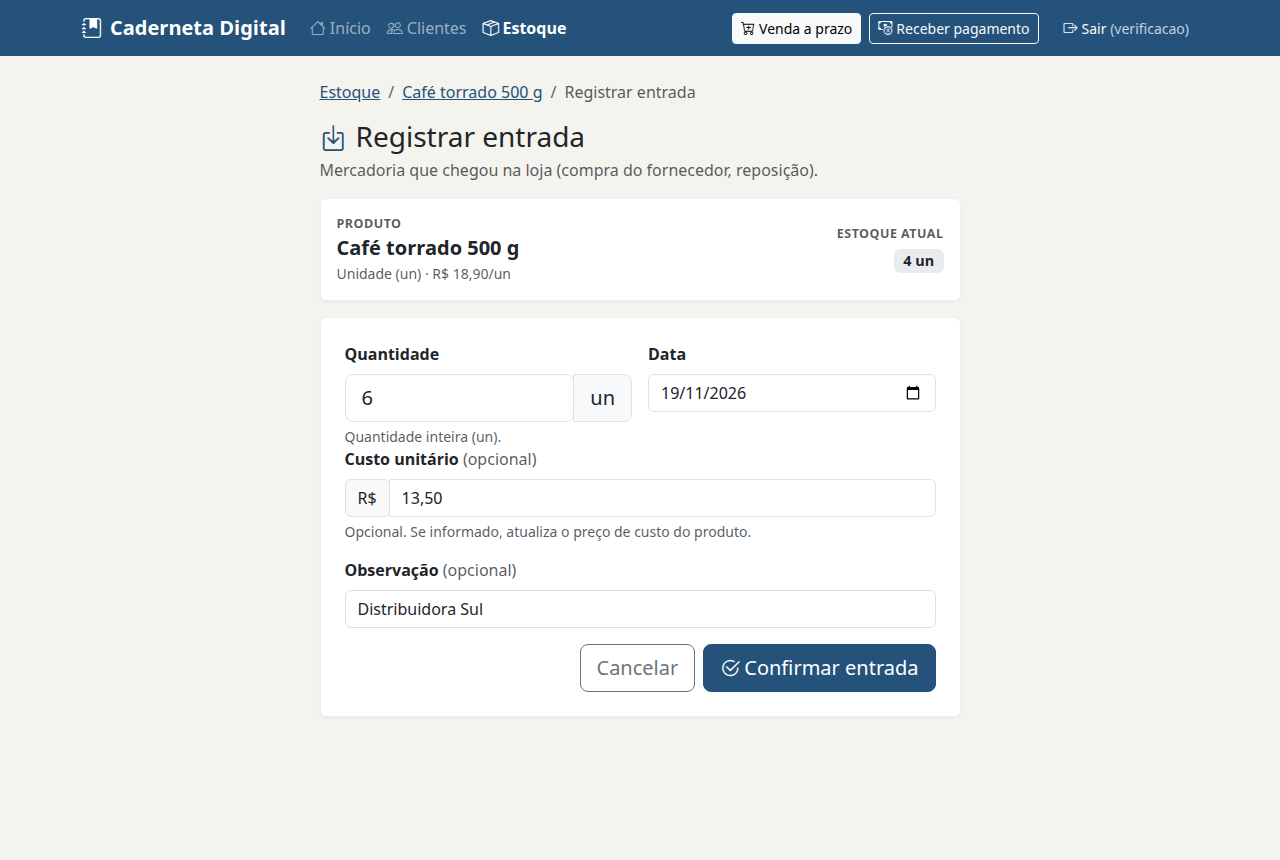 Caderneta Digital Início Clientes Estoque Venda a prazo Receber pagamento Sair (verificacao)
Estoque / Café torrado 500 g / Registrar entrada
Registrar entrada
Mercadoria que chegou na loja (compra do fornecedor, reposição).
PRODUTO
Café torrado 500 g
Unidade (un) · R$ 18,90/un
ESTOQUE ATUAL
4 un
Quantidade
6 un
Quantidade inteira (un).
Data
19/11/2026
Custo unitário (opcional)
R$ 13,50
Opcional. Se informado, atualiza o preço de custo do produto.
Observação (opcional)
Distribuidora Sul
Cancelar Confirmar entrada